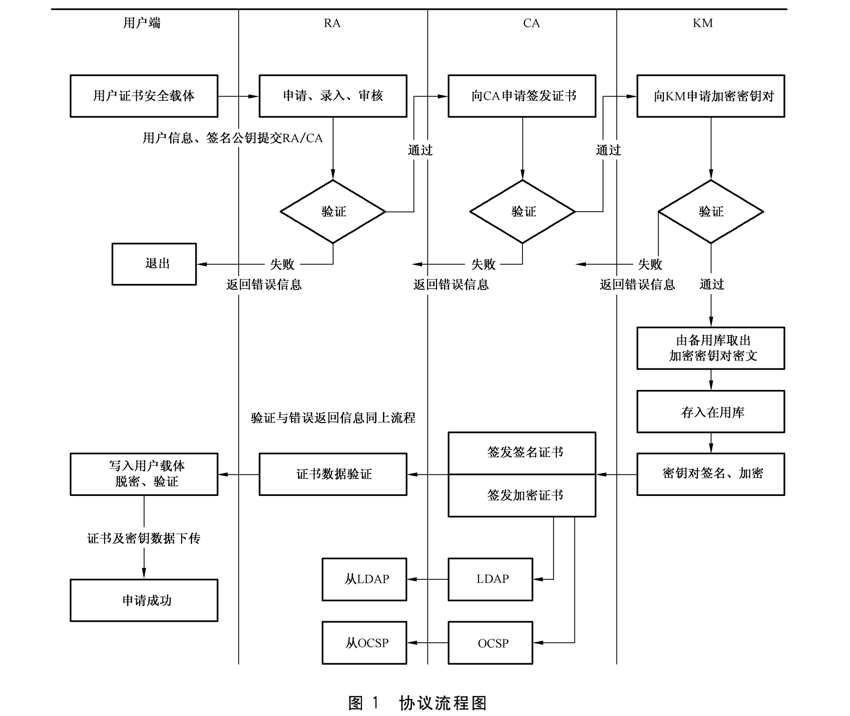 用户端
RA
CA
KM
用户证书安全载体
申请、录入、审核
向CA申请签发证书
向KM申请加密密钥对
用户信息、签名公钥提交RA/CA
通过
通过
验证
验证
验证
退出
失败
返回错误信息
失败
返回错误信息
失败
返回错误信息
通过
由备用库取出
加密密钥对密文
存入在用库
验证与错误返回信息同上流程
写入用户载体
脱密、验证
证书数据验证
签发签名证书
签发加密证书
密钥对签名、加密
证书及密钥数据下传
申请成功
从LDAP
LDAP
从OCSP
OCSP
图 1 协议流程图